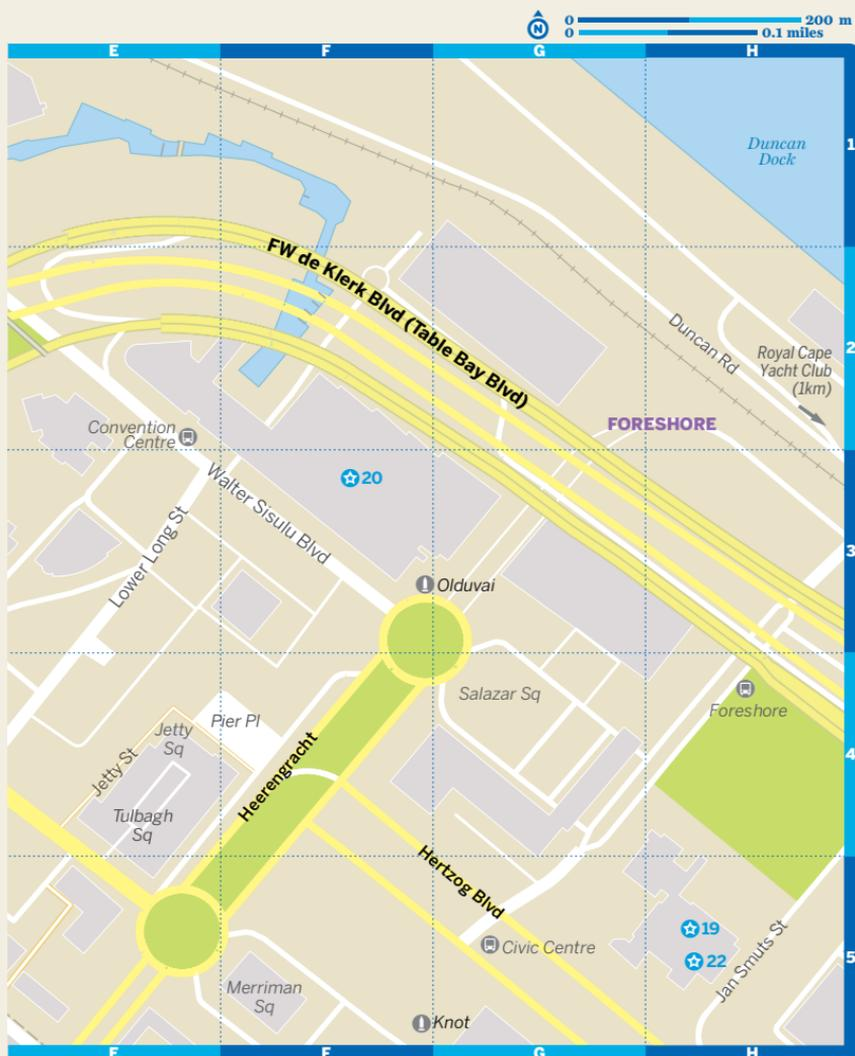 N
0 200 m
0 0.1 miles
E F G H
Duncan
Dock
1
FW de Klerk Blvd (Table Bay Blvd)
Duncan Rd
2
Royal Cape
Yacht Club
(1km)
FORESHORE
Convention
Centre
20
Walter Sisulu Blvd
Lower Long St
3
Olduvai
Salazar Sq
Foreshore
Pier Pl
Jetty
Sq
Jetty St
Heerengracht
4
Tulbagh
Sq
Hertzog Blvd
19
Civic Centre
22
Jan Smuts St
5
Merriman
Sq
Knot
E F G H